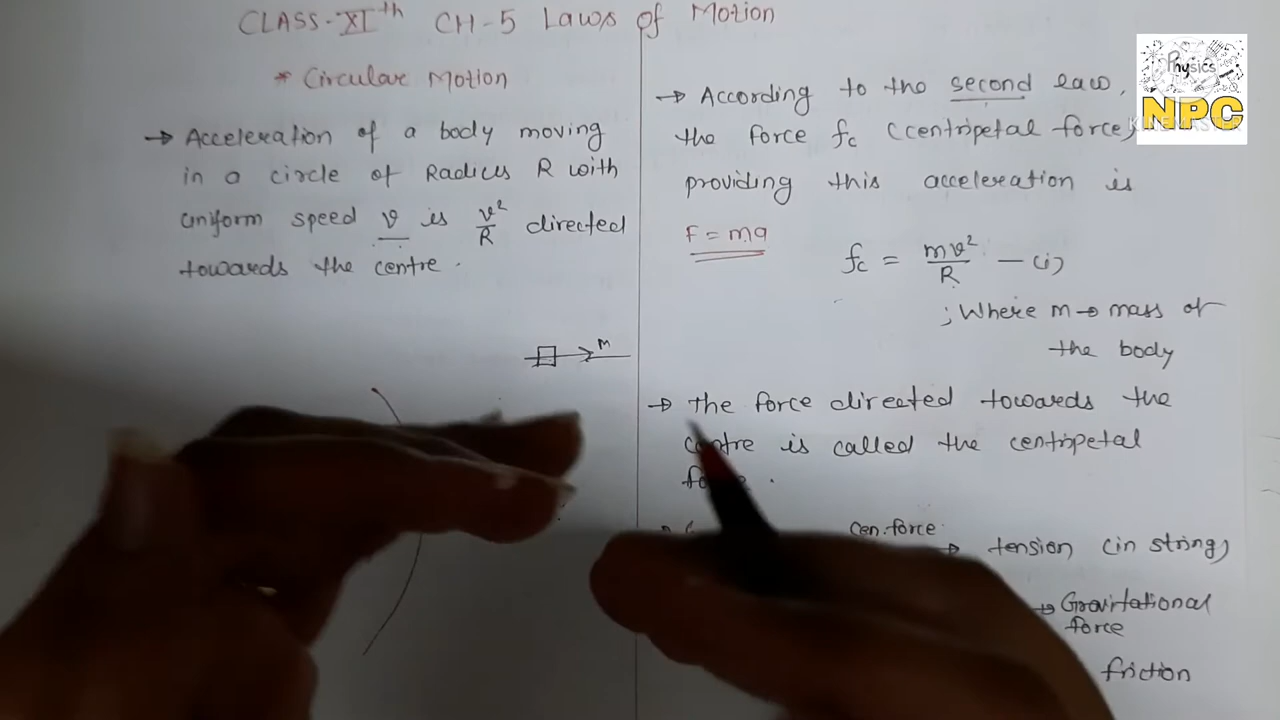 CLASS-XIth CH-5 Laws of Motion
* Circular Motion
→ Acceleration of a body moving
in a circle of Radius R with
uniform speed v is v²/R directed
towards the centre.
M
→ According to the second law,
the force fc (centripetal force)
providing this acceleration is
F = ma
fc = mv²/R – (i)
; Where m → mass of
the body
→ The force directed towards the
centre is called the centripetal
force.
cen. force
→ tension (in string)
→ Gravitational
force
friction
Physics
NPC